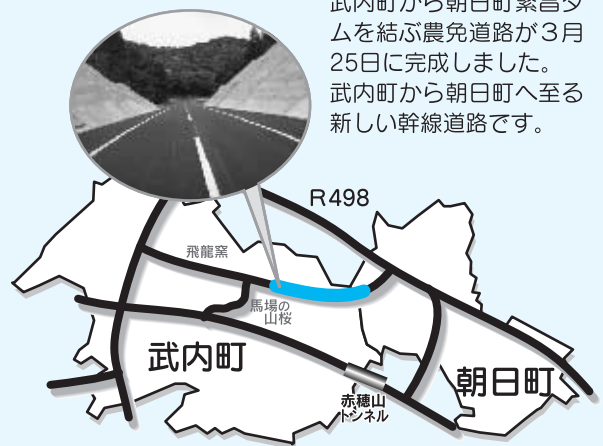 武内町から朝日町繁昌ダ
ムを結ぶ農免道路が３月
25日に完成しました。
武内町から朝日町へ至る
新しい幹線道路です。
R498
飛龍窯
馬場の
山桜
武内町
朝日町
赤穂山
トンネル